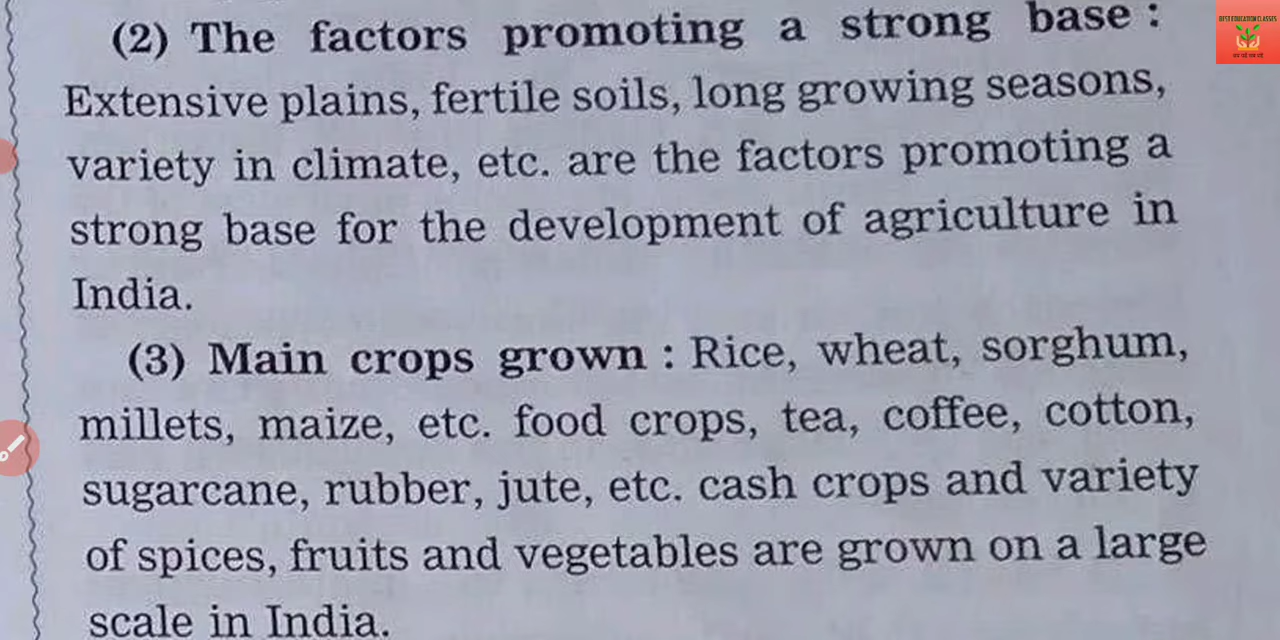 (2) The factors promoting a strong base :
Extensive plains, fertile soils, long growing seasons,
variety in climate, etc. are the factors promoting a
strong base for the development of agriculture in
India.
(3) Main crops grown : Rice, wheat, sorghum,
millets, maize, etc. food crops, tea, coffee, cotton,
sugarcane, rubber, jute, etc. cash crops and variety
of spices, fruits and vegetables are grown on a large
scale in India.
BEST EDUCATION CLASSES